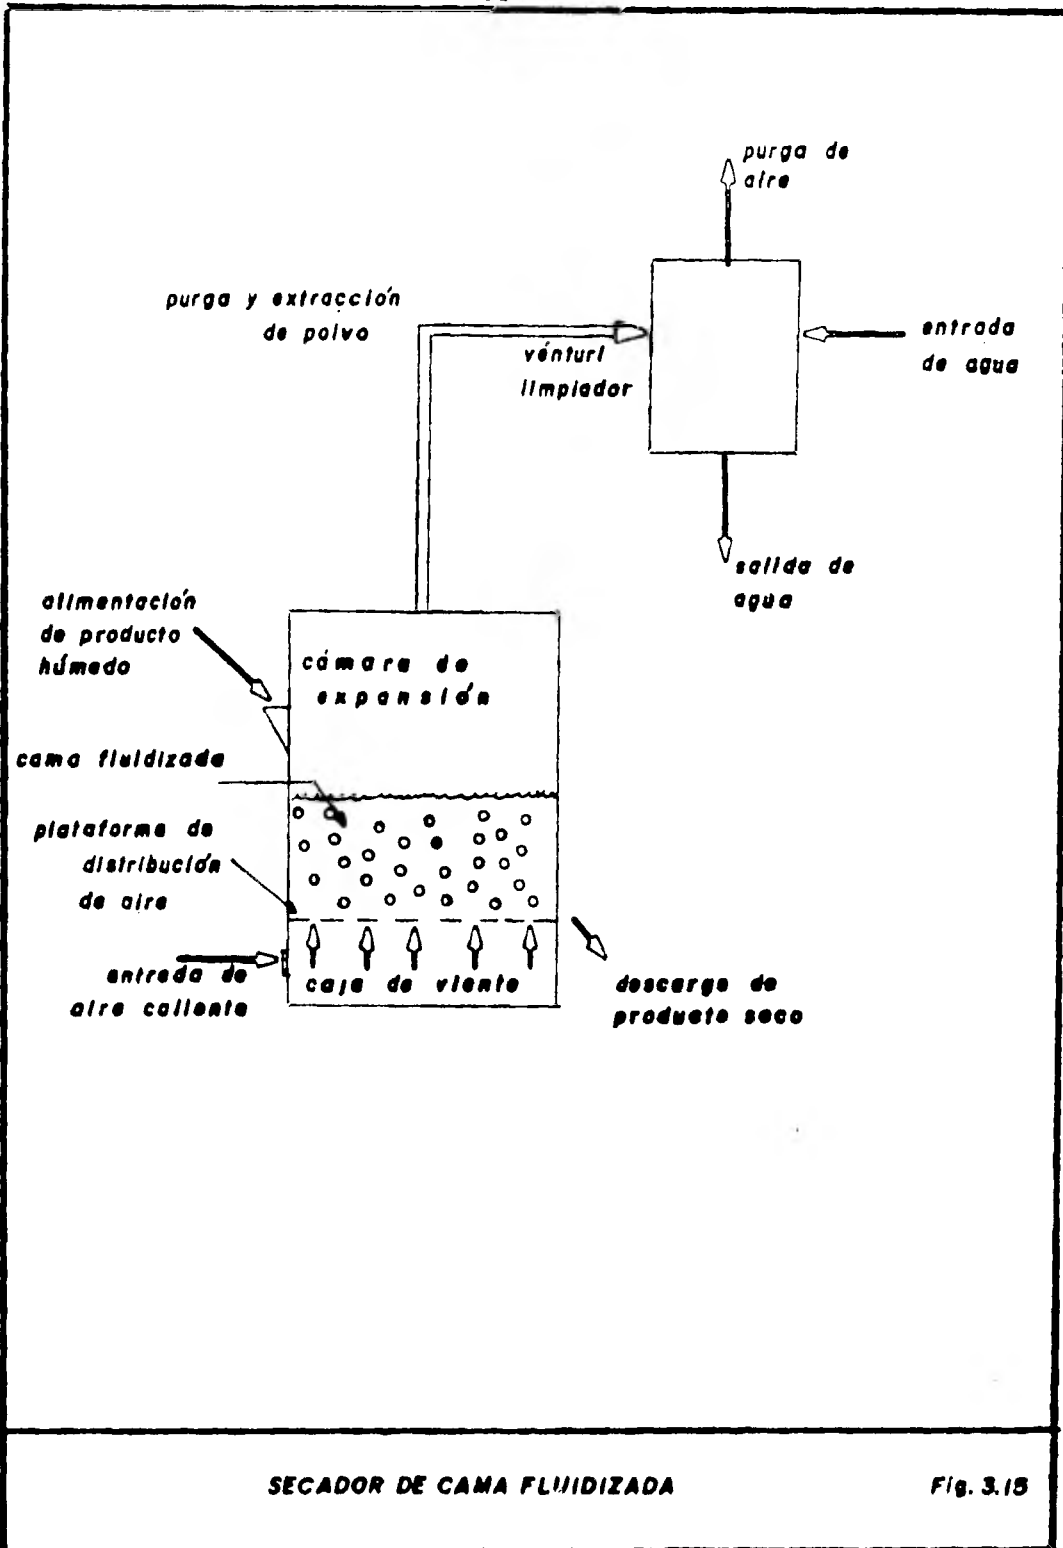 purga de
aire
purga y extracción
de polvo
vénturi
limpiador
entrada
de agua
salida de
agua
alimentación
de producto
húmedo
cámara de
expansión
cama fluidizada
plataforma de
distribución
de aire
entrada de
aire caliente
caja de viento
descarga de
producto seco
SECADOR DE CAMA FLUIDIZADA
Fig. 3.15